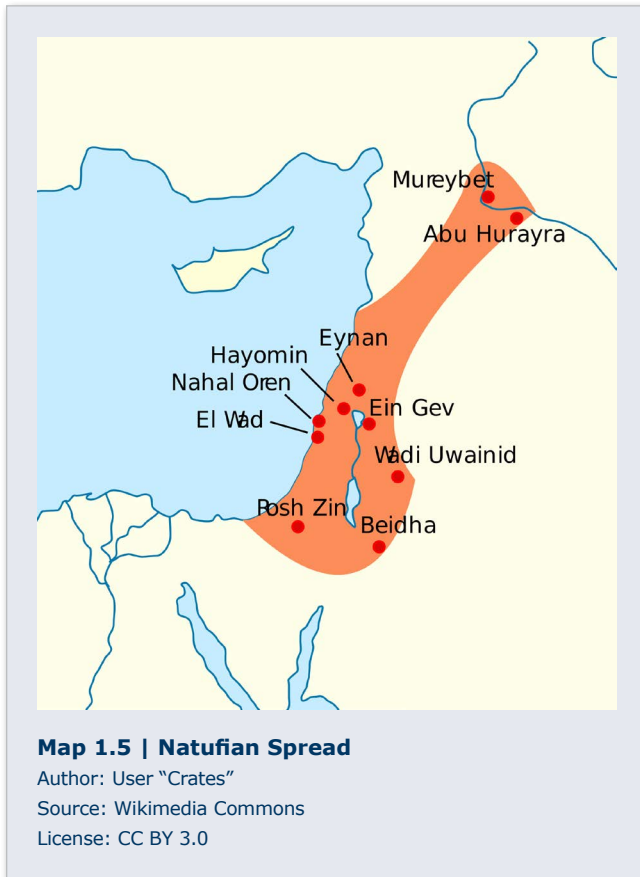 Mureybet
Abu Hurayra
Eynan
Hayomin
Nahal Oren
Ein Gev
El Wad
Wadi Uwainid
Rosh Zin
Beidha
Map 1.5 | Natufian Spread
Author: User “Crates”
Source: Wikimedia Commons
License: CC BY 3.0